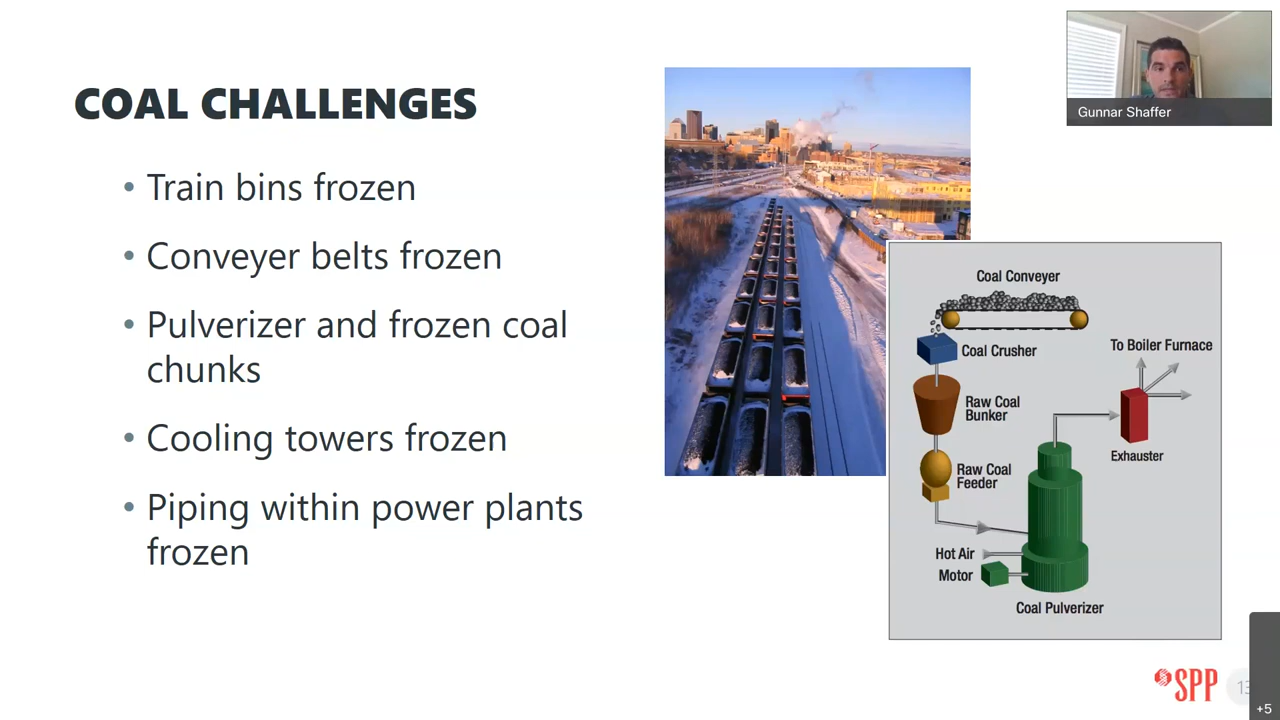 COAL CHALLENGES
• Train bins frozen
• Conveyer belts frozen
• Pulverizer and frozen coal
chunks
• Cooling towers frozen
• Piping within power plants
frozen
Gunnar Shaffer
Coal Conveyer
Coal Crusher
To Boiler Furnace
Raw Coal
Bunker
Exhauster
Raw Coal
Feeder
Hot Air
Motor
Coal Pulverizer
SPP
+5